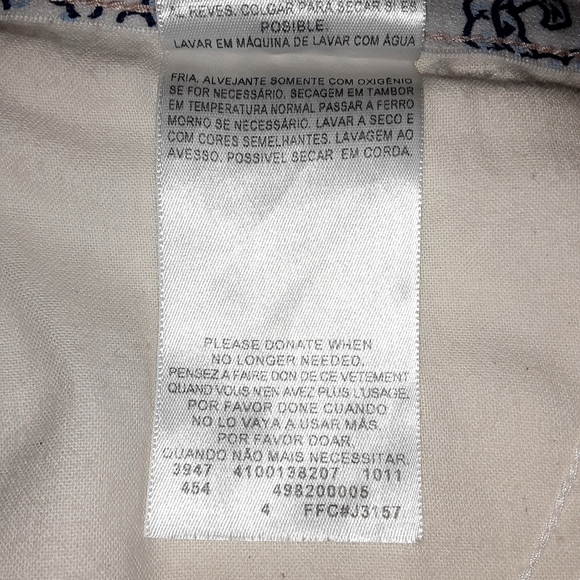 AL REVÉS. COLGAR PARA SECAR SI ES
POSIBLE.
LAVAR EM MÁQUINA DE LAVAR COM ÁGUA
FRIA. ALVEJANTE SOMENTE COM OXIGÊNIO
SE FOR NECESSÁRIO. SECAGEM EM TAMBOR
EM TEMPERATURA NORMAL PASSAR A FERRO
MORNO SE NECESSÁRIO. LAVAR A SECO E
COM CORES SEMELHANTES. LAVAGEM AO
AVESSO. POSSIVEL SECAR EM CORDA.
PLEASE DONATE WHEN
NO LONGER NEEDED.
PENSEZ A FAIRE DON DE CE VETEMENT
QUAND VOUS N'EN AVEZ PLUS L'USAGE.
POR FAVOR DONE CUANDO
NO LO VAYA A USAR MÁS.
POR FAVOR DOAR.
QUANDO NÃO MAIS NECESSITAR.
3947 4100138207 1011
454 498200005
4 FFC#J3157